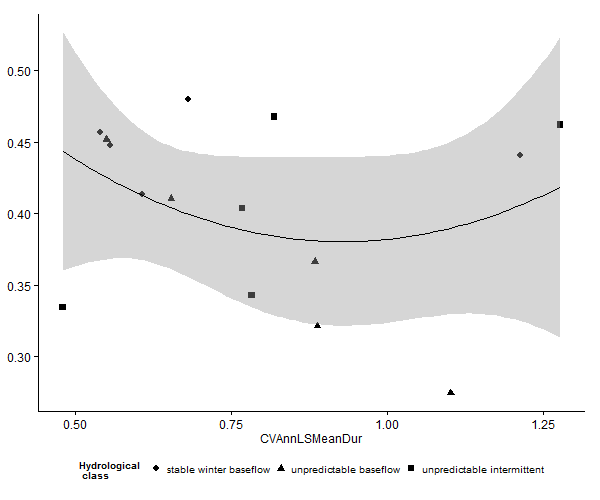 0.50
0.45
0.40
0.35
0.30
0.50 0.75 1.00 1.25
CVAnnLSMeanDur
Hydrological
class
stable winter baseflow unpredictable baseflow unpredictable intermittent